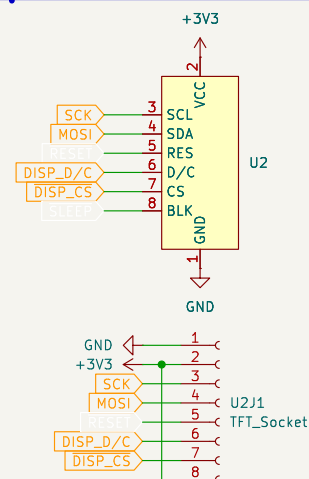 +3V3
2
VCC
SCK 3 SCL
MOSI 4 SDA
RESET 5 RES
DISP_D/C 6 D/C
DISP_CS 7 CS
SLEEP 8 BLK
U2
GND
1
GND
GND 1
+3V3 2
SCK 3
MOSI 4 U2J1
RESET 5 TFT_Socket
DISP_D/C 6
DISP_CS 7
8